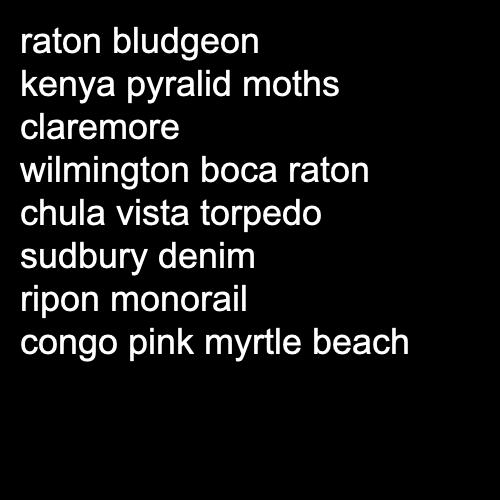 raton bludgeon
kenya pyralid moths
claremore
wilmington boca raton
chula vista torpedo
sudbury denim
ripon monorail
congo pink myrtle beach